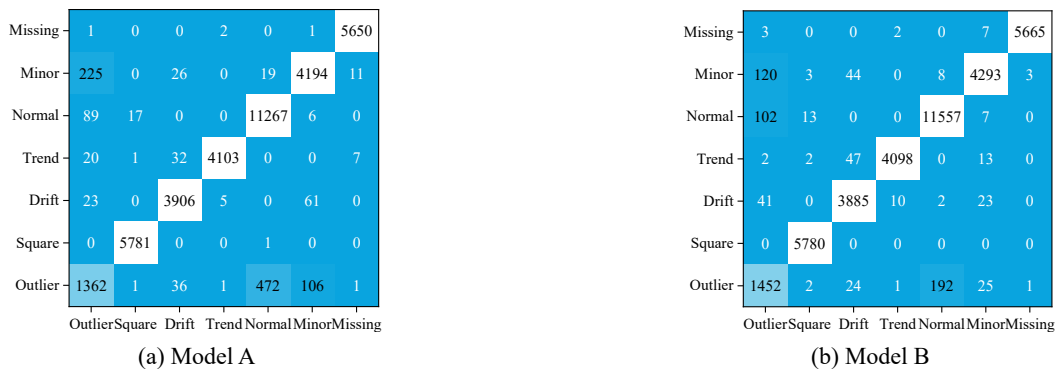 Missing 1 0 0 2 0 1 5650
Minor 225 0 26 0 19 4194 11
Normal 89 17 0 0 11267 6 0
Trend 20 1 32 4103 0 0 7
Drift 23 0 3906 5 0 61 0
Square 0 5781 0 0 1 0 0
Outlier 1362 1 36 1 472 106 1
Outlier Square Drift Trend Normal Minor Missing
(a) Model A
Missing 3 0 0 2 0 7 5665
Minor 120 3 44 0 8 4293 3
Normal 102 13 0 0 11557 7 0
Trend 2 2 47 4098 0 13 0
Drift 41 0 3885 10 2 23 0
Square 0 5780 0 0 0 0 0
Outlier 1452 2 24 1 192 25 1
Outlier Square Drift Trend Normal Minor Missing
(b) Model B